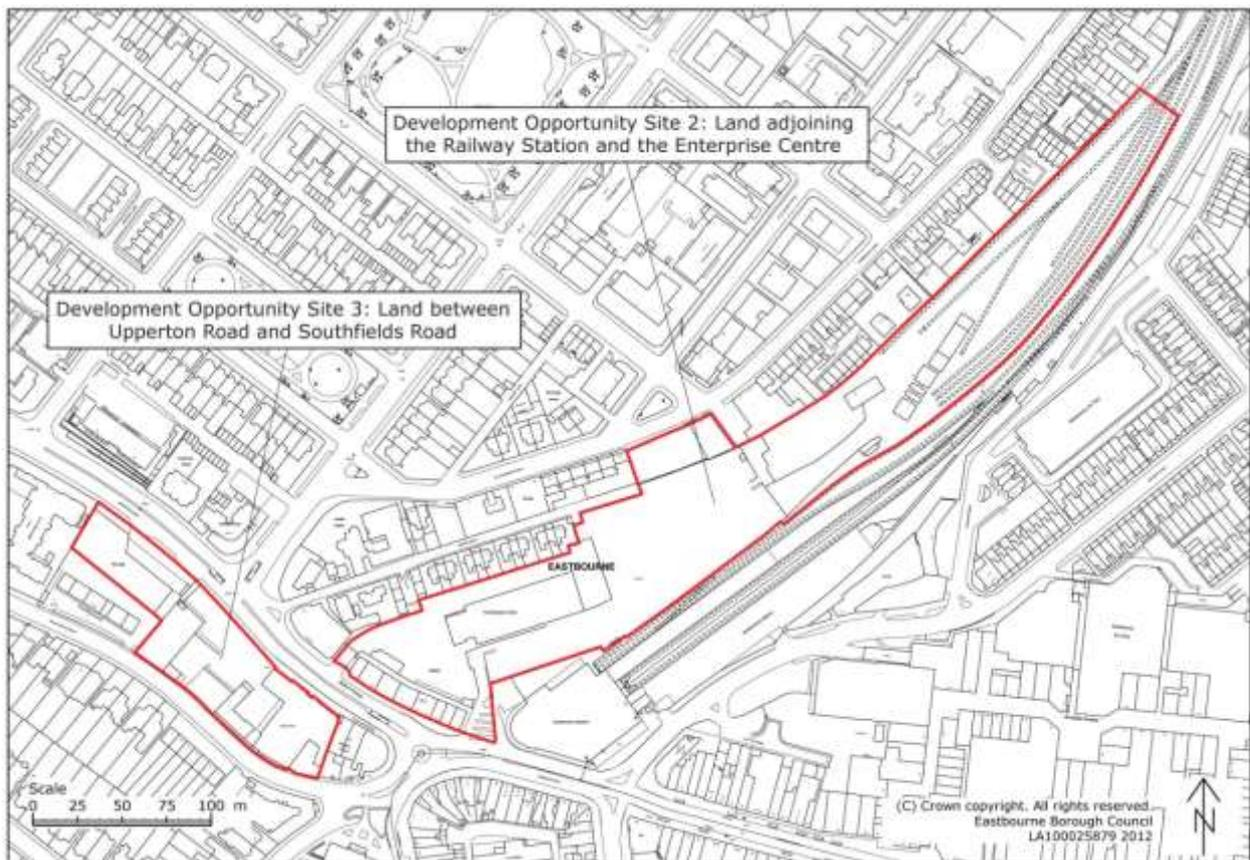 Development Opportunity Site 2: Land adjoining
the Railway Station and the Enterprise Centre
Development Opportunity Site 3: Land between
Upperton Road and Southfields Road
EASTBOURNE
Scale
0 25 50 75 100 m
(C) Crown copyright. All rights reserved.
Eastbourne Borough Council
LA100025879 2012
N